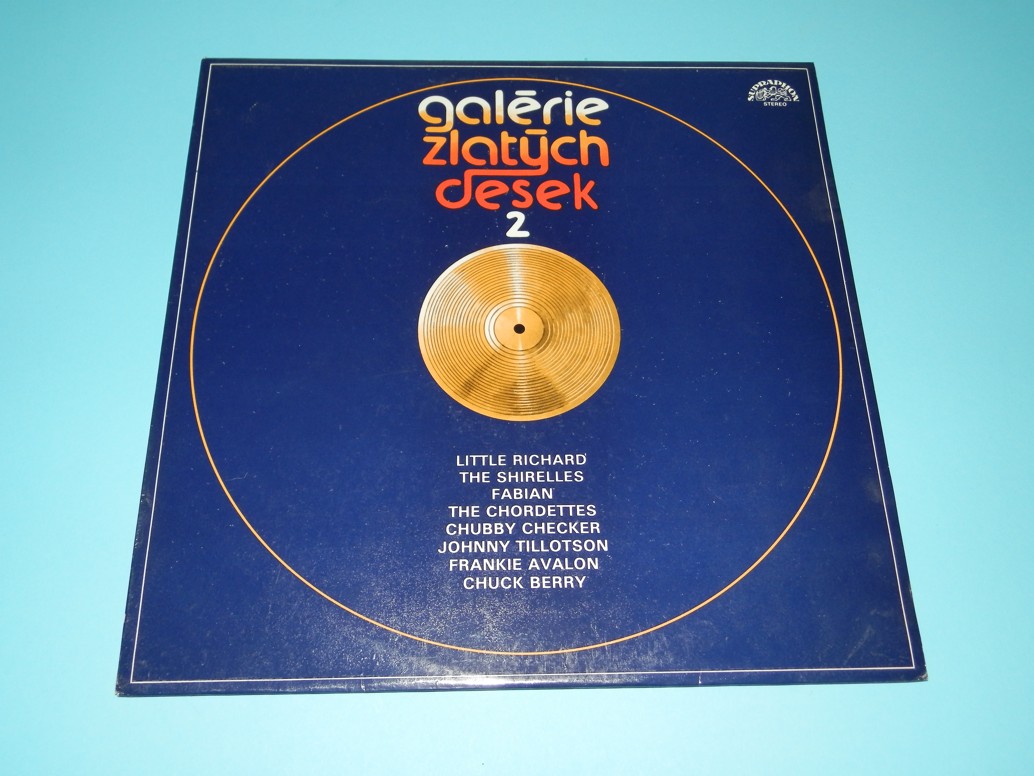 SUPRAPHON
STEREO
galērie
zlatých
desek
2
LITTLE RICHARD
THE SHIRELLES
FABIAN
THE CHORDETTES
CHUBBY CHECKER
JOHNNY TILLOTSON
FRANKIE AVALON
CHUCK BERRY